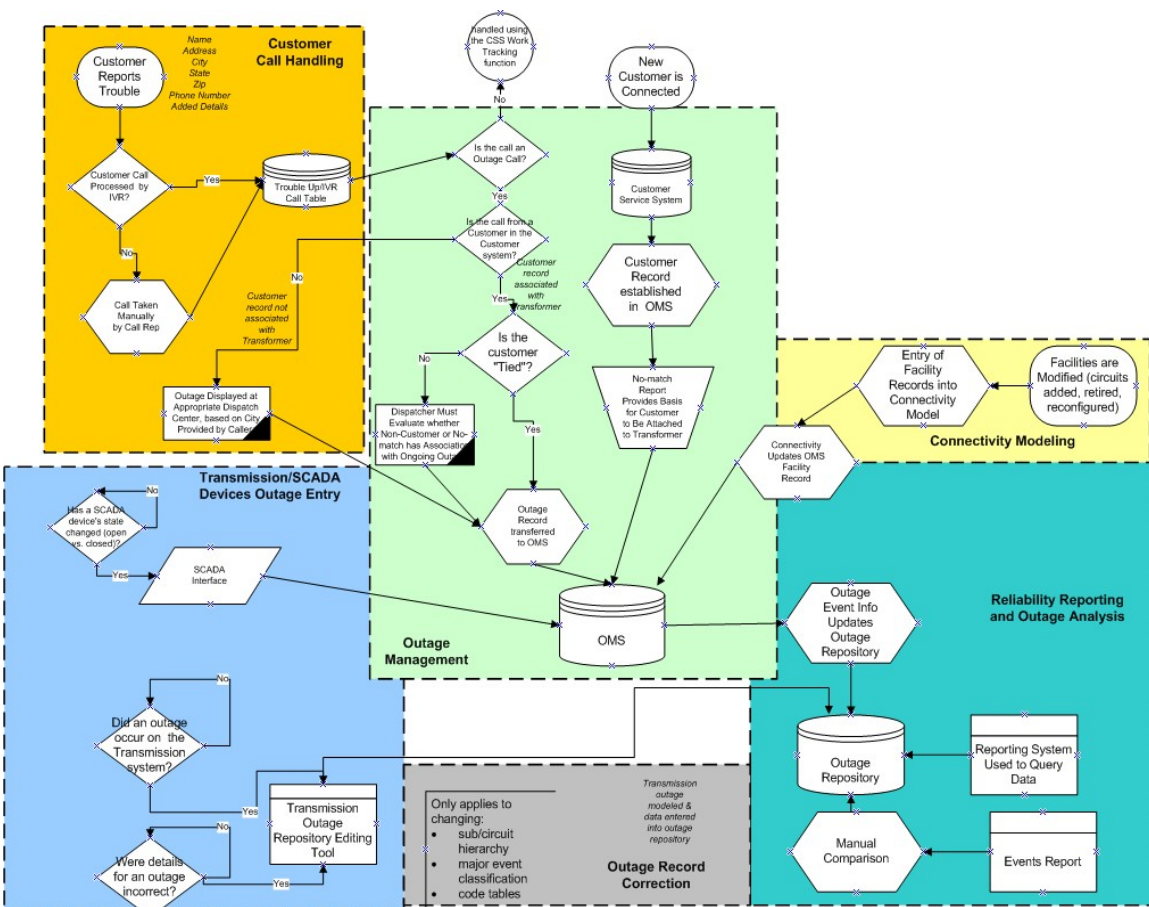 Customer
Call Handling
Customer
Reports
Trouble
Name
Address
City
State
Zip
Phone Number
Added Details
Customer Call
Processed by
IVR?
Yes
Trouble Up/IVR
Call Table
No
Call Taken
Manually
by Call Rep
Customer
record not
associated
with
Transformer
No
Outage Displayed at
Appropriate Dispatch
Center, based on City
Provided by Caller
handled using
the CSS Work
Tracking
function
No
Is the call an
Outage Call?
Yes
Is the call from a
Customer in the
Customer
system?
Customer
record
associated
with
Transformer
Yes
Is the
customer
"Tied"?
No
Dispatcher Must
Evaluate whether
Non-Customer or No-
match has Association
with Ongoing
Yes
Outage
Record
transferred
to OMS
New
Customer is
Connected
Customer
Service System
Customer
Record
established
in OMS
No-match
Report
Provides Basis
for Customer
to Be Attached
to Transformer
OMS
Outage
Management
Entry of
Facility
Records into
Connectivity
Model
Facilities are
Modified (circuits
added, retired,
reconfigured)
Connectivity
Updates OMS
Facility
Record
Connectivity Modeling
Transmission/SCADA
Devices Outage Entry
No
Has a SCADA
device's state
changed (open
vs. closed)?
Yes
SCADA
Interface
No
Did an outage
occur on the
Transmission
system?
Yes
Transmission
Outage
Repository Editing
Tool
No
Were details
for an outage
incorrect?
Yes
Only applies to
changing:
• sub/circuit
hierarchy
• major event
classification
• code tables
Transmission
outage
modeled &
data entered
into outage
repository
Outage Record
Correction
Outage
Event Info
Updates
Outage
Repository
Reliability Reporting
and Outage Analysis
Outage
Repository
Reporting System
Used to Query
Data
Manual
Comparison
Events Report